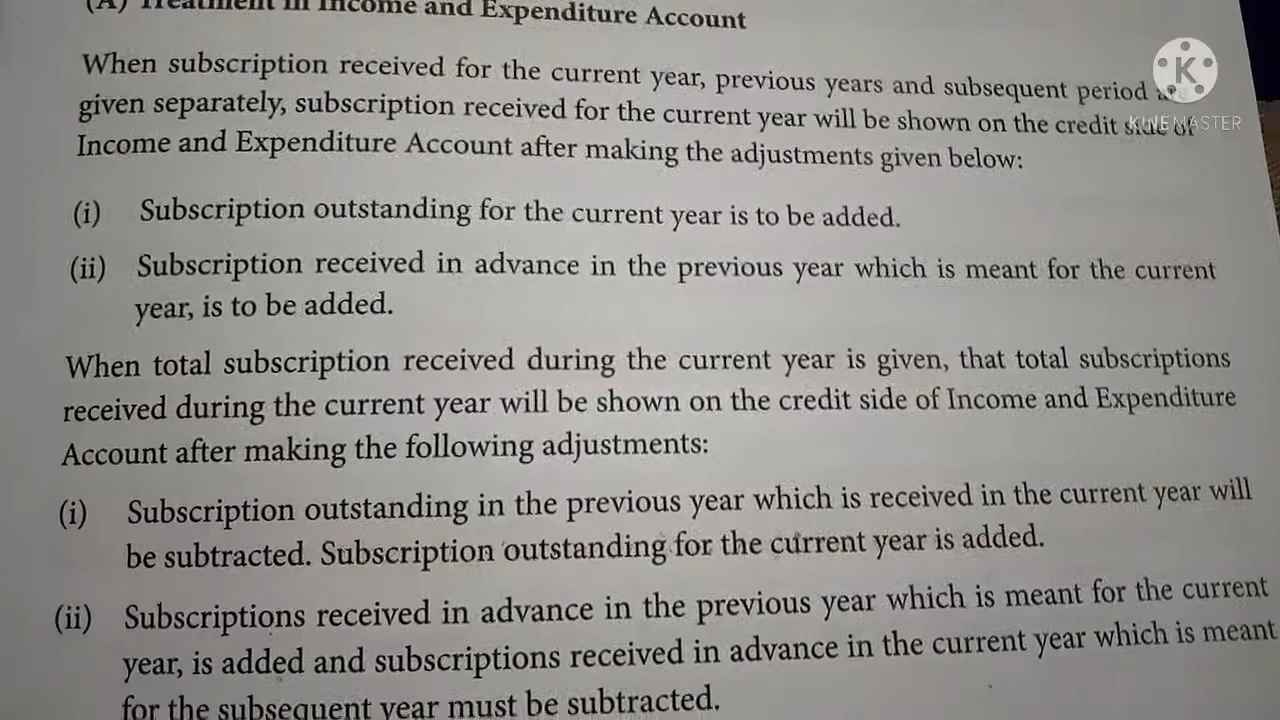 (A) Treatment in Income and Expenditure Account
When subscription received for the current year, previous years and subsequent period
given separately, subscription received for the current year will be shown on the credit side of
Income and Expenditure Account after making the adjustments given below:
KINEMASTER
(i) Subscription outstanding for the current year is to be added.
(ii) Subscription received in advance in the previous year which is meant for the current
year, is to be added.
When total subscription received during the current year is given, that total subscriptions
received during the current year will be shown on the credit side of Income and Expenditure
Account after making the following adjustments:
(i) Subscription outstanding in the previous year which is received in the current year will
be subtracted. Subscription outstanding for the current year is added.
(ii) Subscriptions received in advance in the previous year which is meant for the current
year, is added and subscriptions received in advance in the current year which is meant
for the subsequent year must be subtracted.